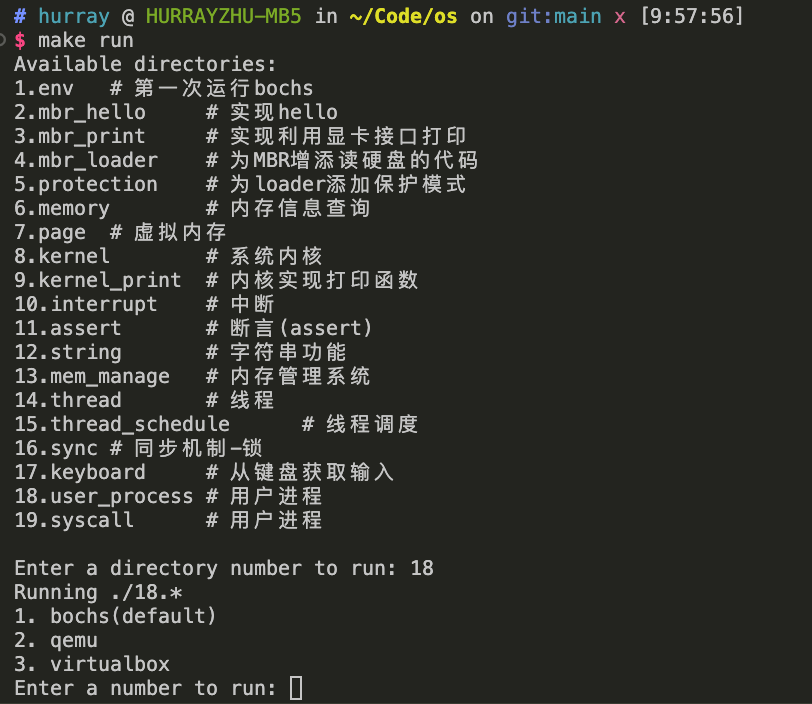 # hurray @ HURRAYZHU-MB5 in ~/Code/os on git:main x [9:57:56]
$ make run
Available directories:
1.env   # 第一次运行bochs
2.mbr_hello     # 实现hello
3.mbr_print     # 实现利用显卡接口打印
4.mbr_loader    # 为MBR增添读硬盘的代码
5.protection    # 为loader添加保护模式
6.memory        # 内存信息查询
7.page  # 虚拟内存
8.kernel        # 系统内核
9.kernel_print  # 内核实现打印函数
10.interrupt    # 中断
11.assert       # 断言(assert)
12.string       # 字符串功能
13.mem_manage   # 内存管理系统
14.thread       # 线程
15.thread_schedule      # 线程调度
16.sync # 同步机制-锁
17.keyboard     # 从键盘获取输入
18.user_process # 用户进程
19.syscall      # 用户进程
Enter a directory number to run: 18
Running ./18.*
1. bochs(default)
2. qemu
3. virtualbox
Enter a number to run: